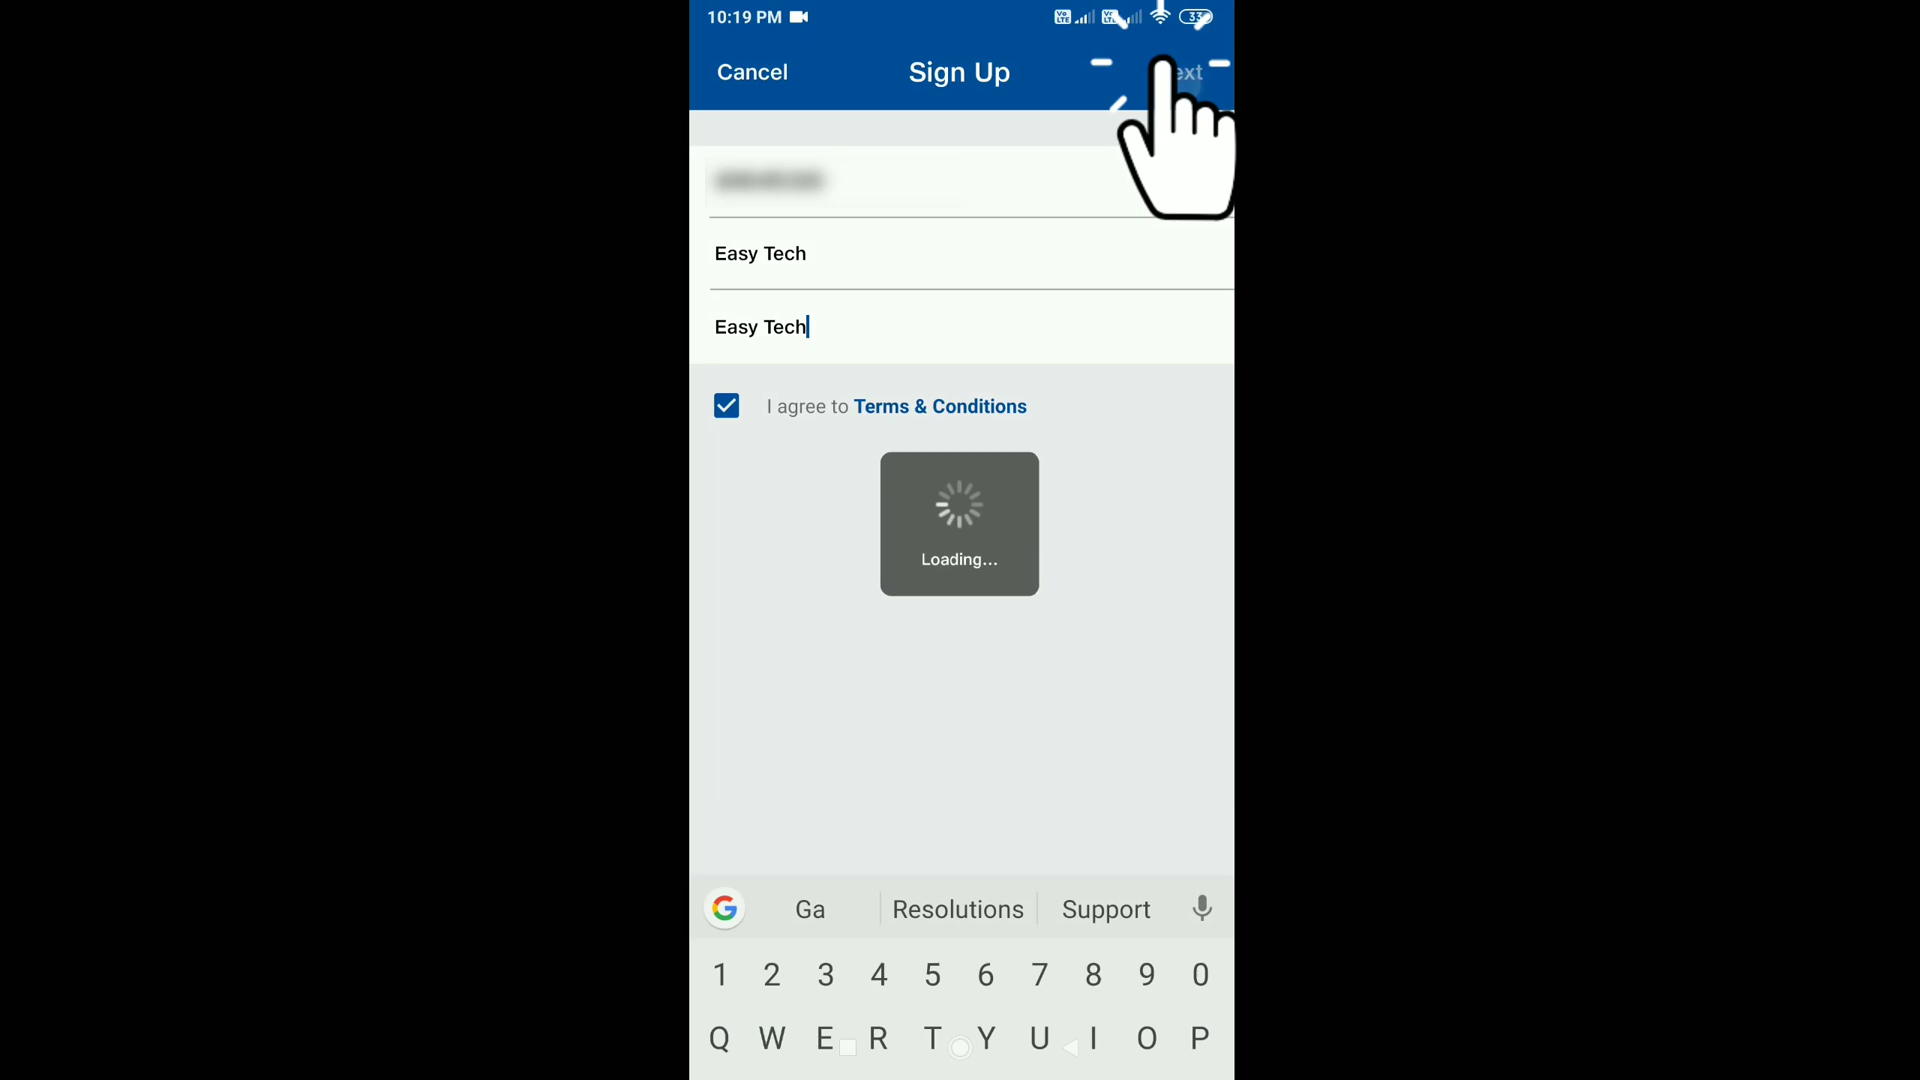 10:19 PM
Cancel
Sign Up
Easy Tech
Easy Tech
I agree to Terms & Conditions
Loading...
Ga
Resolutions
Support
1 2 3 4 5 6 7 8 9 0
Q W E R T Y U I O P